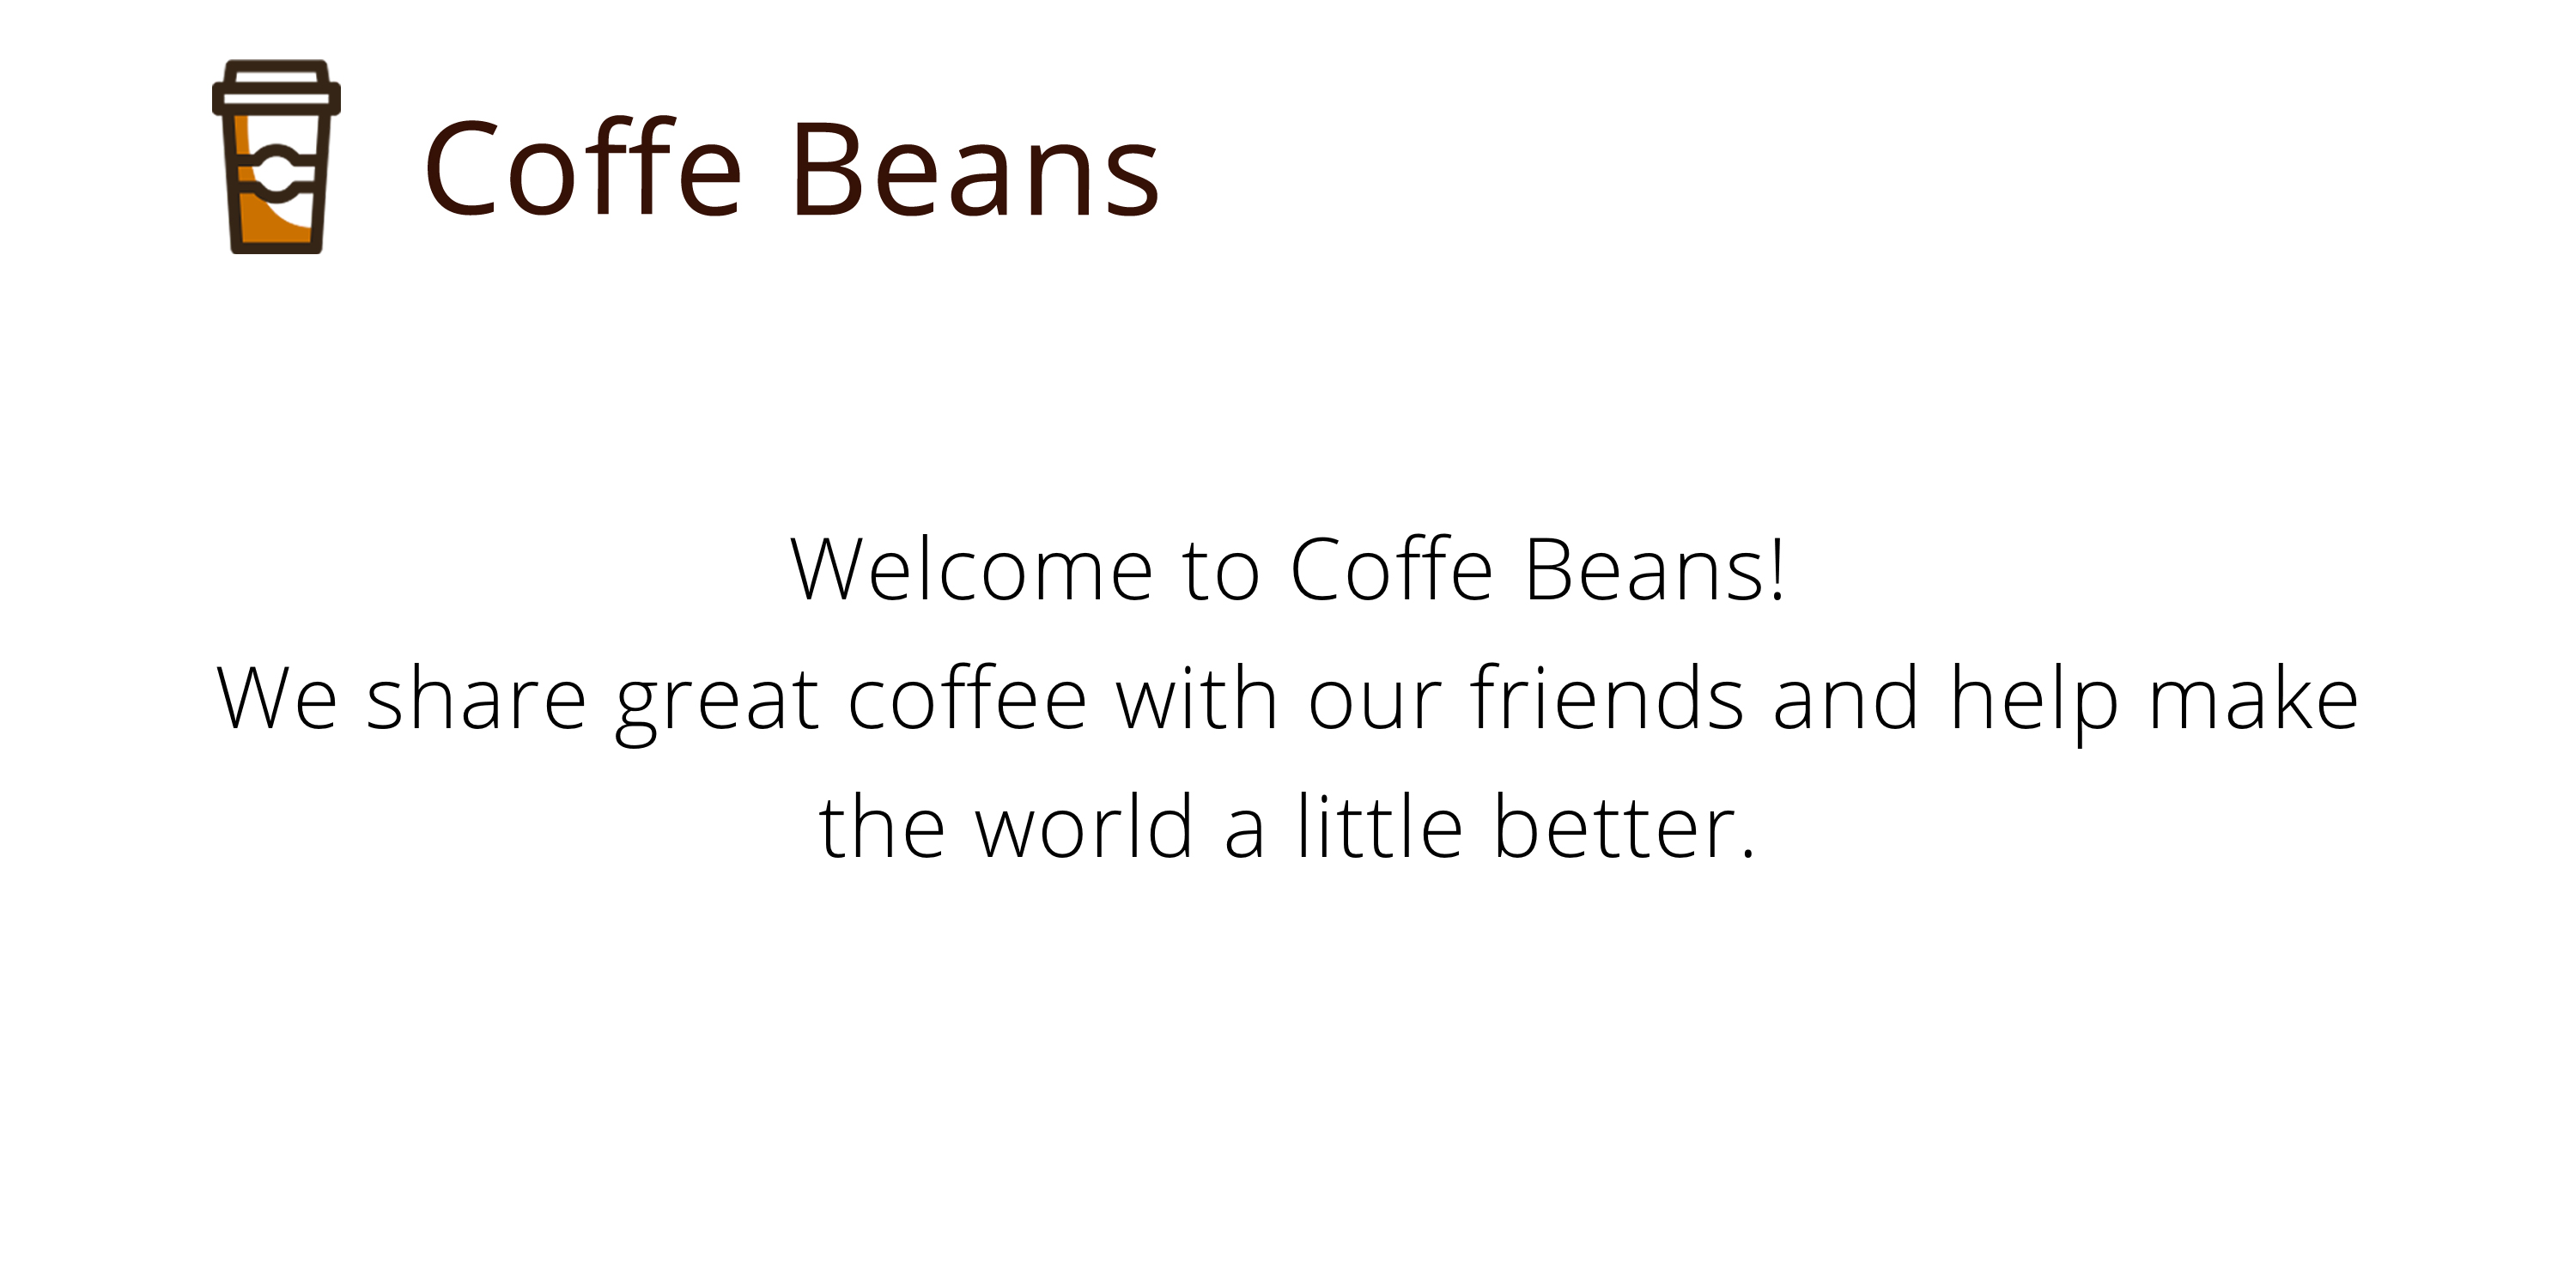 Coffe Beans
Welcome to Coffe Beans!
We share great coffee with our friends and help make
the world a little better.